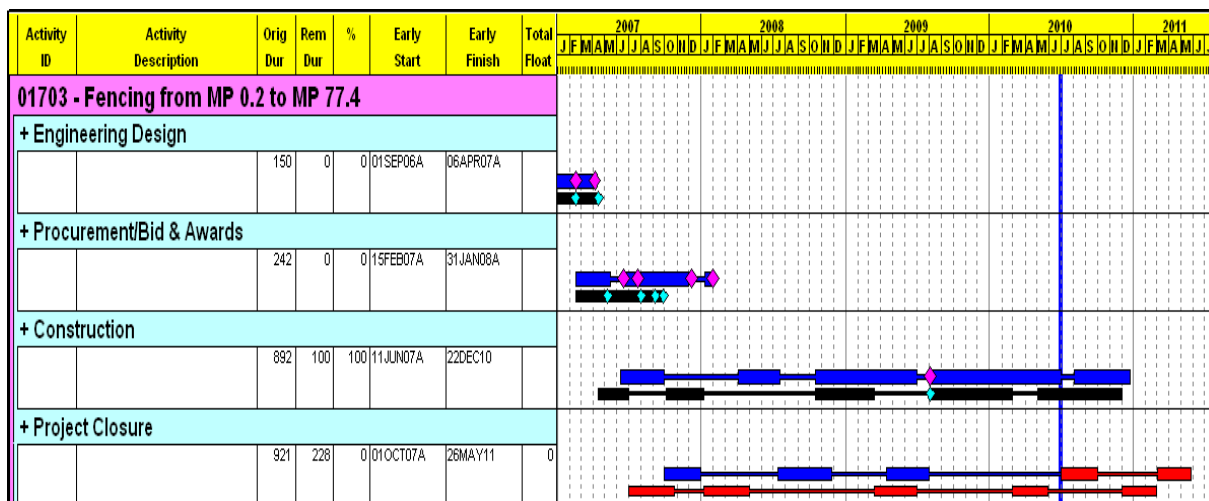 Activity ID Activity Description Orig Dur Rem Dur % Early Start Early Finish Total Float 2007 2008 2009 2010 2011
J F M A M J J A S O N D J F M A M J J A S O N D J F M A M J J A S O N D J F M A M J J A S O N D J F M A M J J
01703 - Fencing from MP 0.2 to MP 77.4
+ Engineering Design
150 0 0 01SEP06A 06APR07A
+ Procurement/Bid & Awards
242 0 0 15FEB07A 31JAN08A
+ Construction
892 100 100 11JUN07A 22DEC10
+ Project Closure
921 228 0 01OCT07A 26MAY11 0